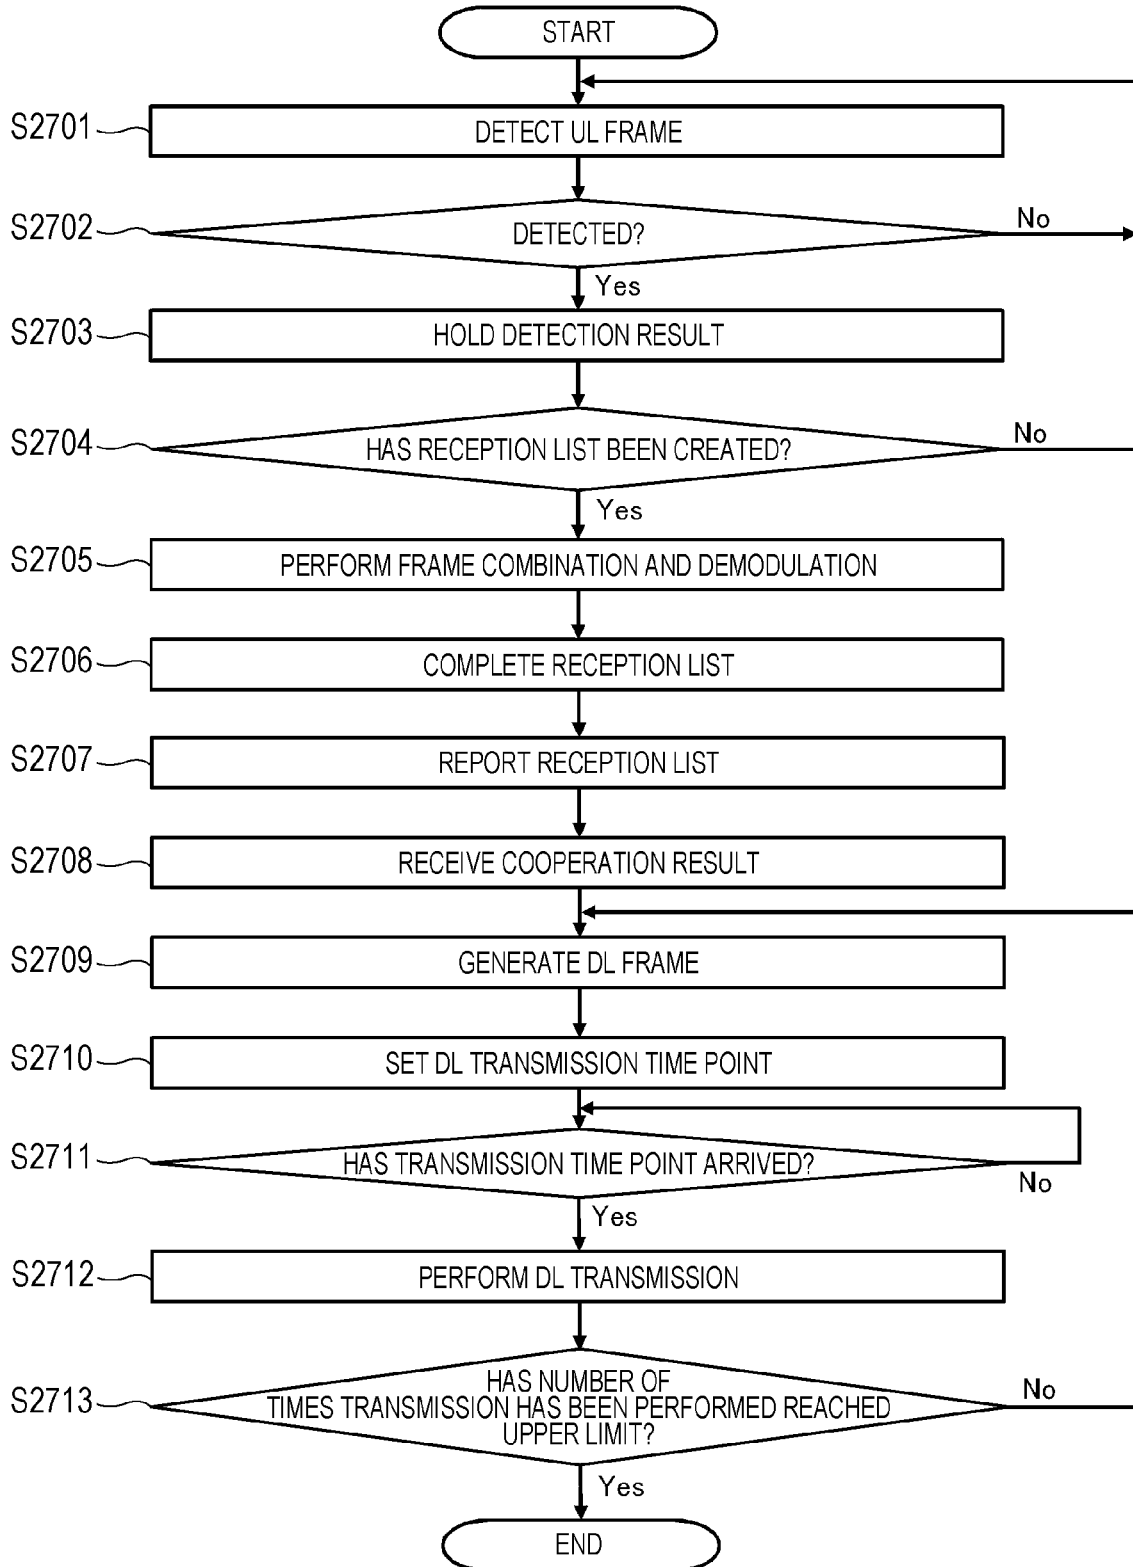 START
S2701
DETECT UL FRAME
S2702
DETECTED?
No
Yes
S2703
HOLD DETECTION RESULT
S2704
HAS RECEPTION LIST BEEN CREATED?
No
Yes
S2705
PERFORM FRAME COMBINATION AND DEMODULATION
S2706
COMPLETE RECEPTION LIST
S2707
REPORT RECEPTION LIST
S2708
RECEIVE COOPERATION RESULT
S2709
GENERATE DL FRAME
S2710
SET DL TRANSMISSION TIME POINT
S2711
HAS TRANSMISSION TIME POINT ARRIVED?
No
Yes
S2712
PERFORM DL TRANSMISSION
S2713
HAS NUMBER OF
TIMES TRANSMISSION HAS BEEN PERFORMED REACHED
UPPER LIMIT?
No
Yes
END